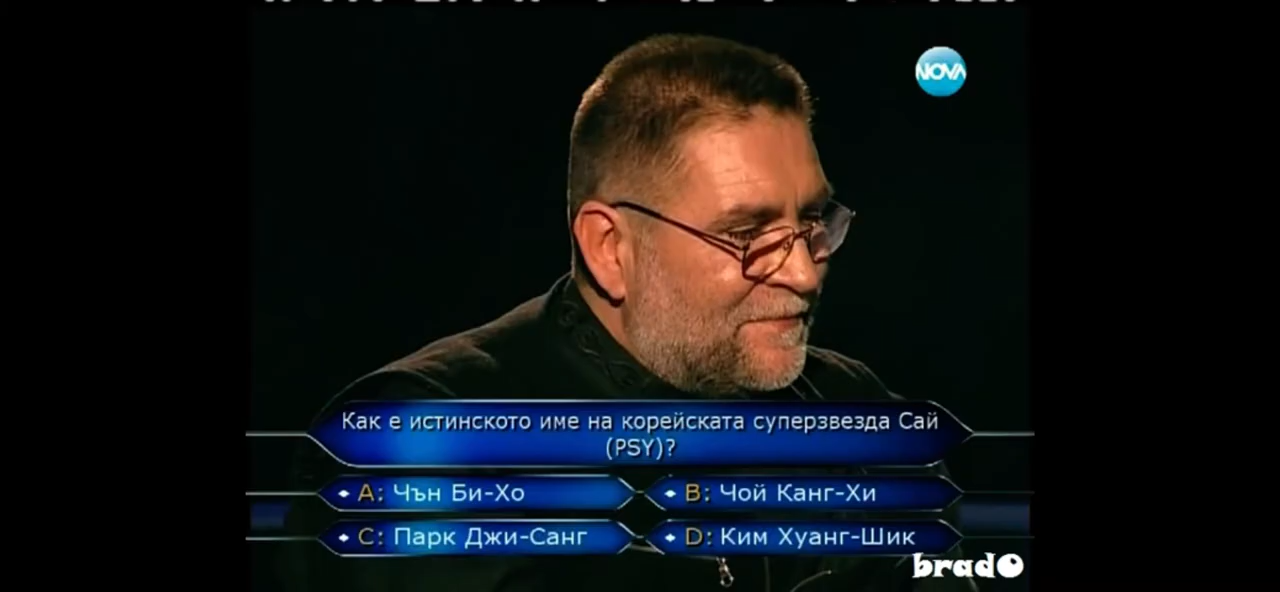 NOVA
Как е истинското име на корейската суперзвезда Сай
(PSY)?
A: Чън Би-Хо
B: Чой Канг-Хи
C: Парк Джи-Санг
D: Ким Хуанг-Шик
bradO